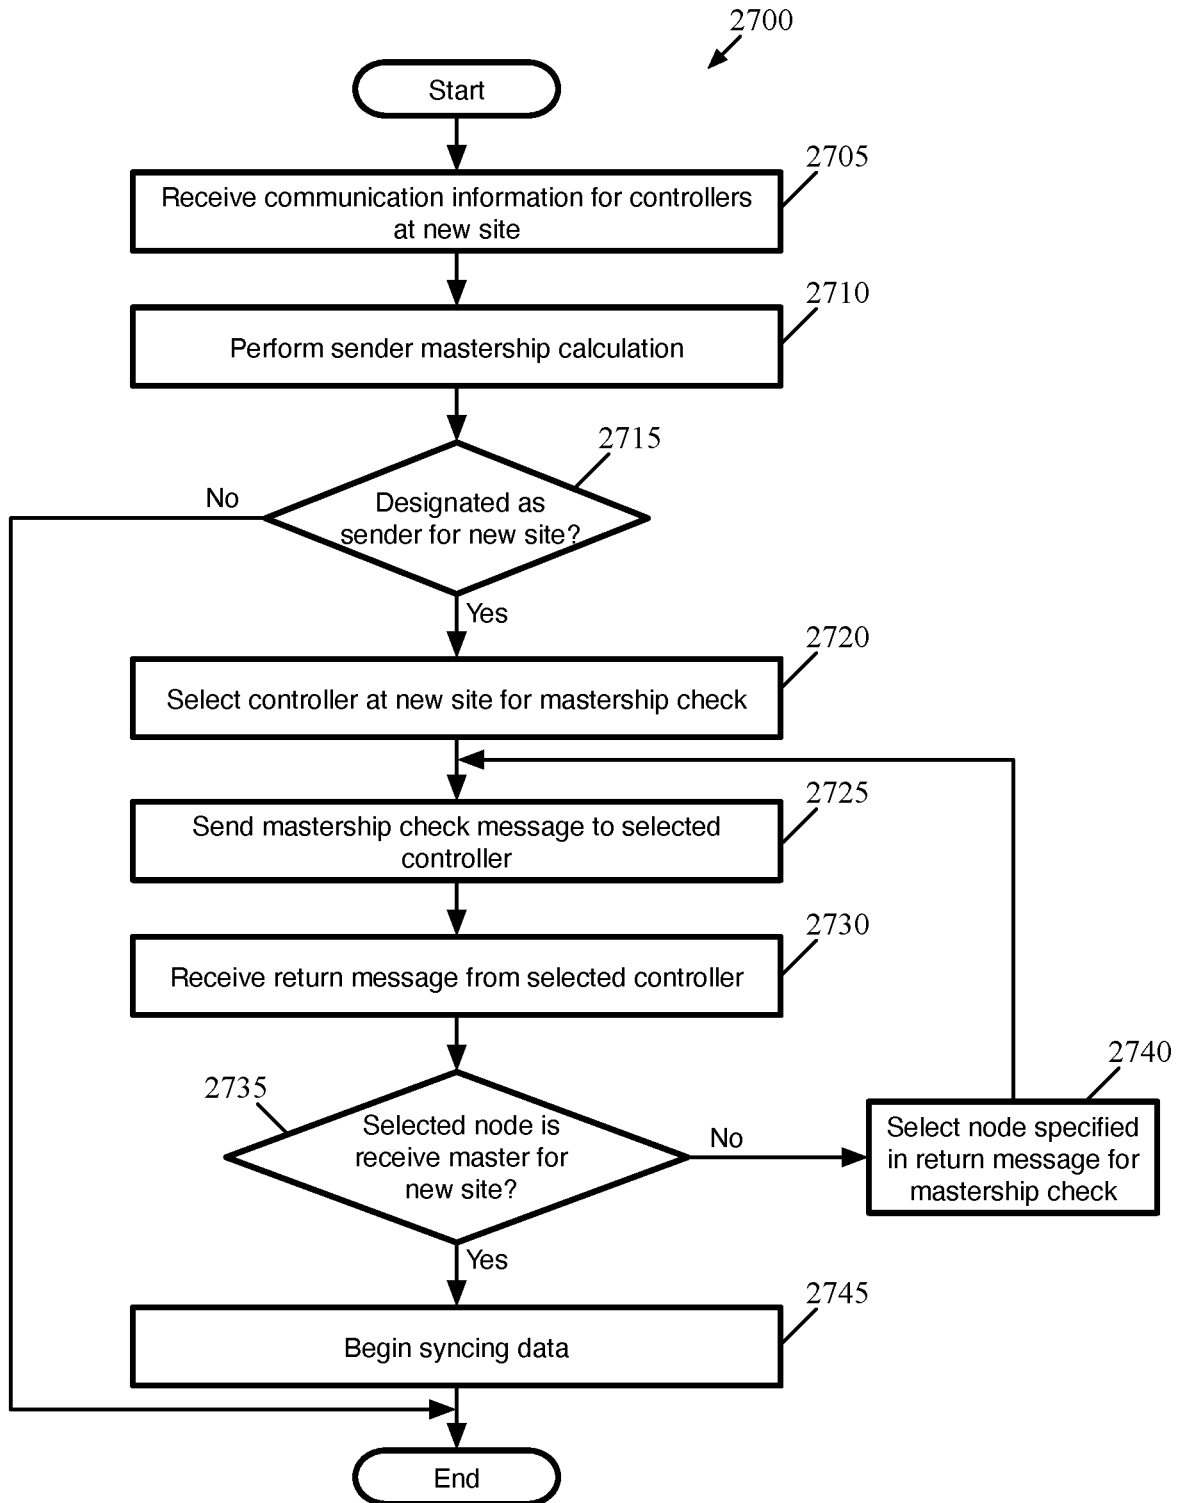 2700
Start
2705
Receive communication information for controllers
at new site
2710
Perform sender mastership calculation
2715
No
Designated as
sender for new site?
Yes
2720
Select controller at new site for mastership check
2725
Send mastership check message to selected
controller
2730
Receive return message from selected controller
2735
Selected node is
receive master for
new site?
No
2740
Select node specified
in return message for
mastership check
Yes
2745
Begin syncing data
End